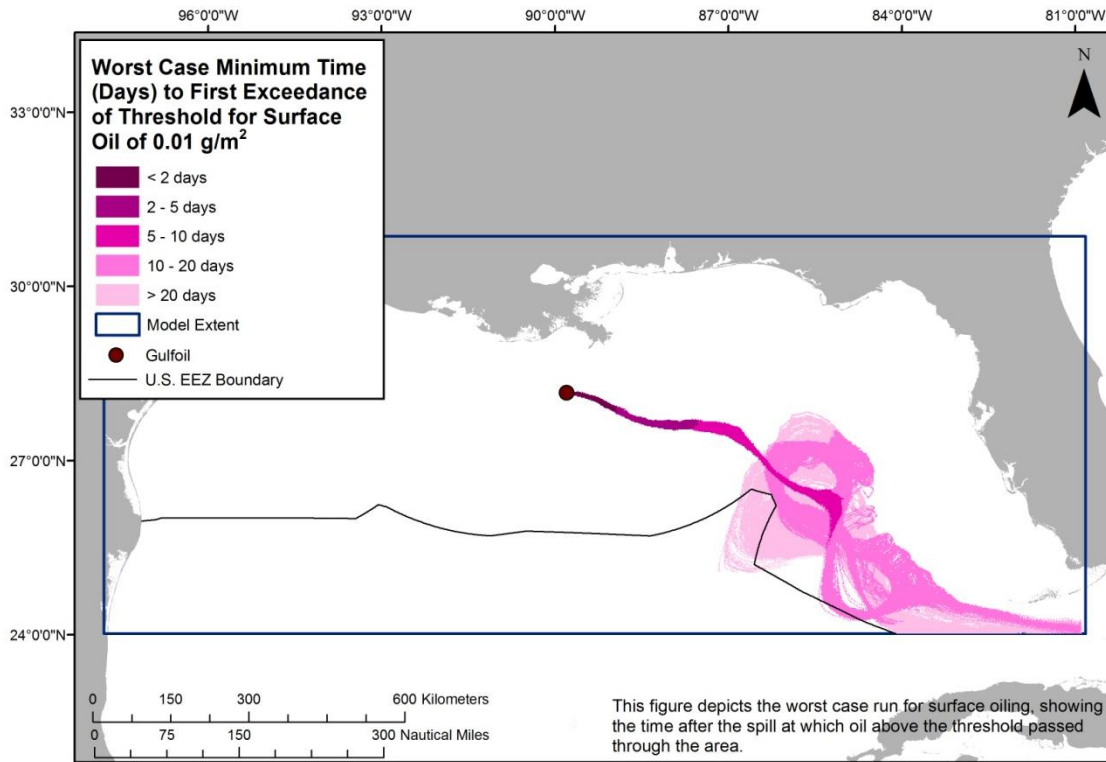 96°0'0"W 93°0'0"W 90°0'0"W 87°0'0"W 84°0'0"W 81°0'0"W
Worst Case Minimum Time
(Days) to First Exceedance
of Threshold for Surface
Oil of 0.01 g/m²
< 2 days
2 - 5 days
5 - 10 days
10 - 20 days
> 20 days
Model Extent
Gulfoil
U.S. EEZ Boundary
N
33°0'0"N
30°0'0"N
27°0'0"N
24°0'0"N
0 150 300 600 Kilometers
0 75 150 300 Nautical Miles
This figure depicts the worst case run for surface oiling, showing
the time after the spill at which oil above the threshold passed
through the area.